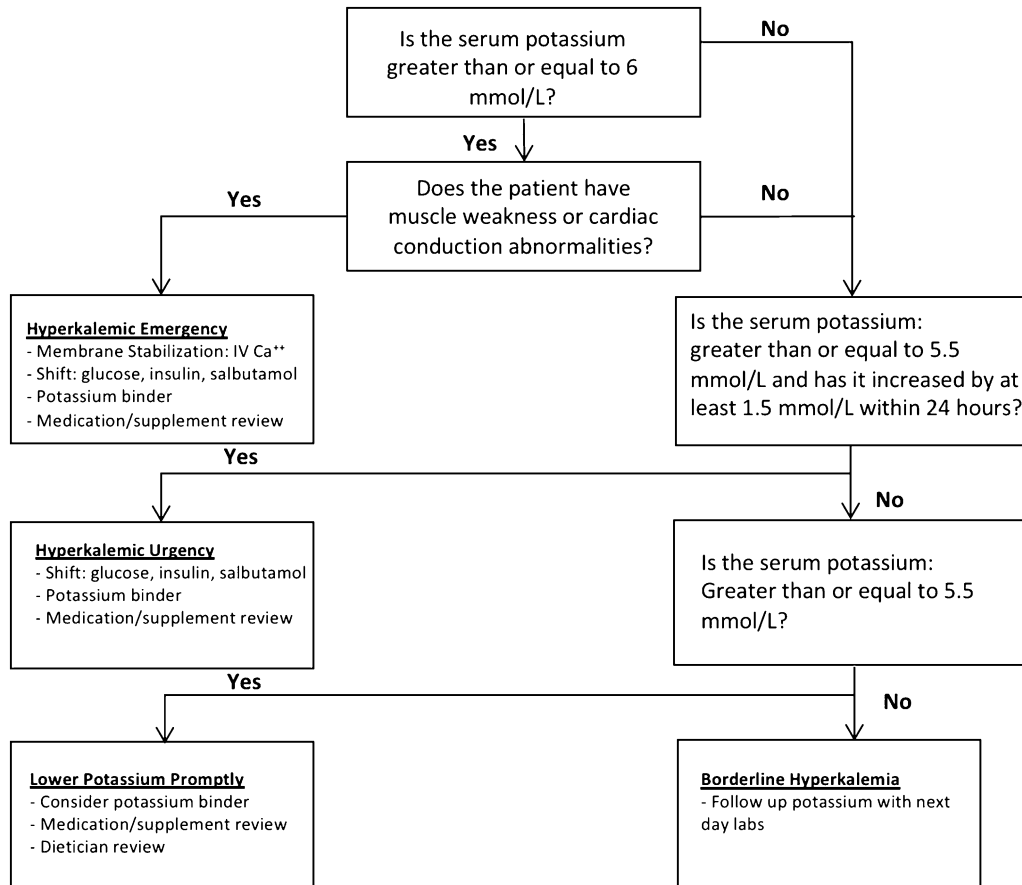 Is the serum potassium
greater than or equal to 6
mmol/L?
No
Yes
Does the patient have
muscle weakness or cardiac
conduction abnormalities?
Yes
No
Hyperkalemic Emergency
- Membrane Stabilization: IV Ca⁺⁺
- Shift: glucose, insulin, salbutamol
- Potassium binder
- Medication/supplement review
Is the serum potassium:
greater than or equal to 5.5
mmol/L and has it increased by at
least 1.5 mmol/L within 24 hours?
Yes
No
Hyperkalemic Urgency
- Shift: glucose, insulin, salbutamol
- Potassium binder
- Medication/supplement review
Is the serum potassium:
Greater than or equal to 5.5
mmol/L?
Yes
No
Lower Potassium Promptly
- Consider potassium binder
- Medication/supplement review
- Dietician review
Borderline Hyperkalemia
- Follow up potassium with next
day labs